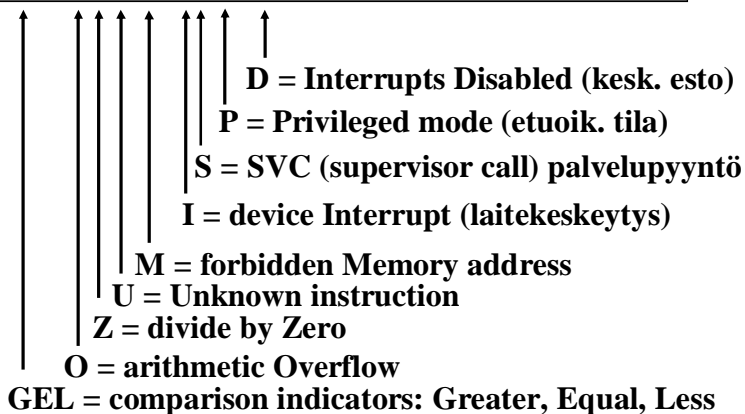 D = Interrupts Disabled (kesk. esto)
P = Privileged mode (etuoik. tila)
S = SVC (supervisor call) palvelupyyntö
I = device Interrupt (laitekeskeytys)
M = forbidden Memory address
U = Unknown instruction
Z = divide by Zero
O = arithmetic Overflow
GEL = comparison indicators: Greater, Equal, Less